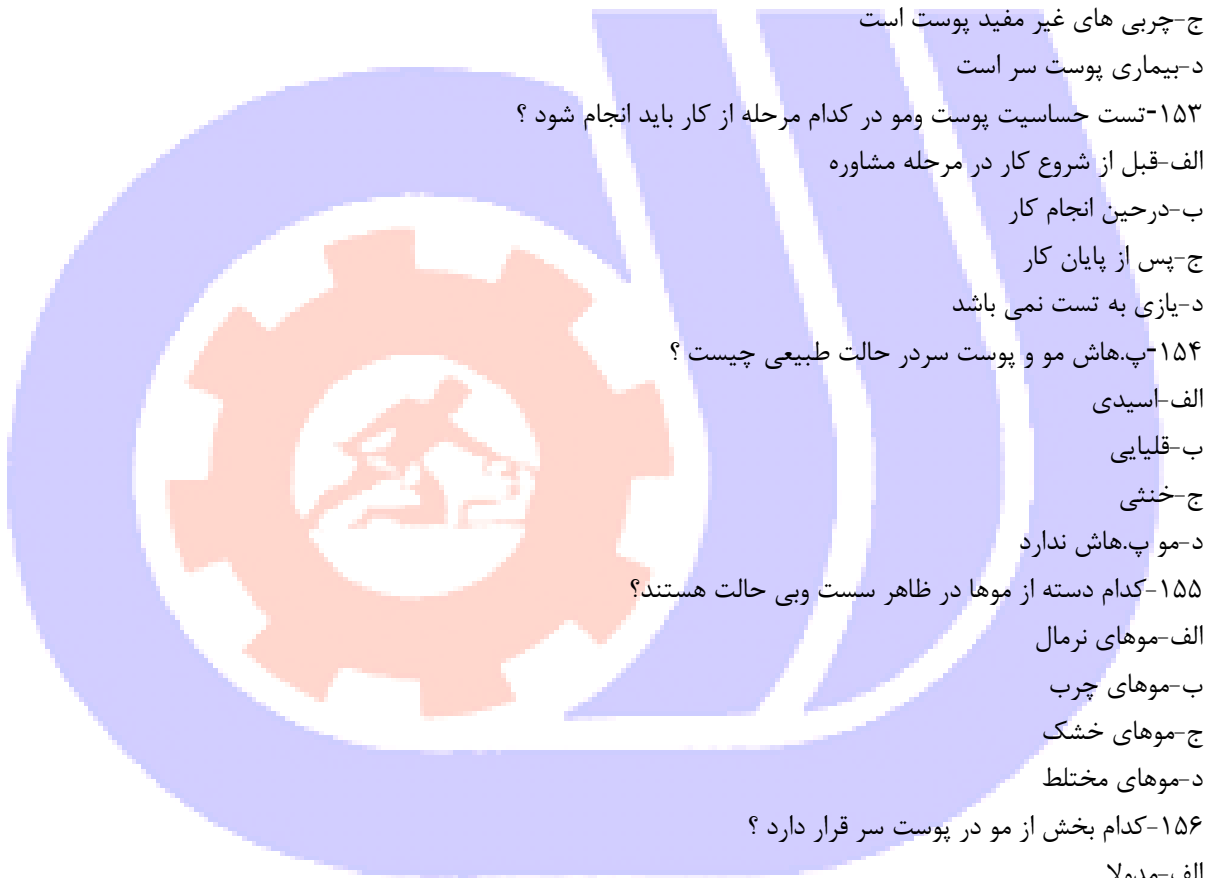 ج-چربی های غیر مفید پوست است
د-بیماری پوست سر است
۱۵۳-تست حساسیت پوست ومو در کدام مرحله از کار باید انجام شود ؟
الف-قبل از شروع کار در مرحله مشاوره
ب-درحین انجام کار
ج-پس از پایان کار
د-یازی به تست نمی باشد
۱۵۴-پ.هاش مو و پوست سردر حالت طبیعی چیست ؟
الف-اسیدی
ب-قلیایی
ج-خنثی
د-مو پ.هاش ندارد
۱۵۵-کدام دسته از موها در ظاهر سست وبی حالت هستند؟
الف-موهای نرمال
ب-موهای چرب
ج-موهای خشک
د-موهای مختلط
۱۵۶-کدام بخش از مو در پوست سر قرار دارد ؟
الف-مدولا